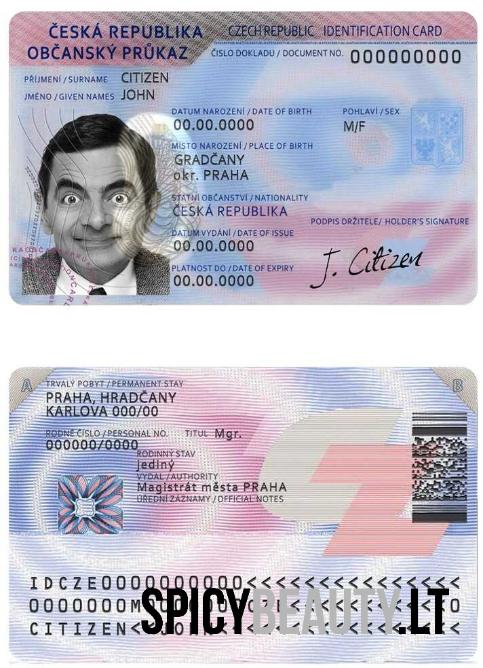 ČESKÁ REPUBLIKA
CZECH REPUBLIC IDENTIFICATION CARD
OBČANSKÝ PRŮKAZ
ČÍSLO DOKLADU / DOCUMENT NO. 000000000
PŘÍJMENÍ / SURNAME CITIZEN
JMÉNO / GIVEN NAMES JOHN
DATUM NAROZENÍ / DATE OF BIRTH
00.00.0000
POHLAVÍ / SEX
M/F
MÍSTO NAROZENÍ / PLACE OF BIRTH
GRADČANY
okr. PRAHA
STÁTNÍ OBČANSTVÍ / NATIONALITY
ČESKÁ REPUBLIKA
DATUM VYDÁNÍ / DATE OF ISSUE
00.00.0000
PODPIS DRŽITELE/ HOLDER'S SIGNATURE
J. Citizen
PLATNOST DO / DATE OF EXPIRY
00.00.0000
A
B
TRVALÝ POBYT / PERMANENT STAY
PRAHA, HRADČANY
KARLOVA 000/00
RODNÉ ČÍSLO / PERSONAL NO.
000000/0000
TITUL Mgr.
RODINNÝ STAV
jediný
VYDAL / AUTHORITY
Magistrát města PRAHA
ÚŘEDNÍ ZÁZNAMY / OFFICIAL NOTES
CZ
IDCZE0000000000<<<<<<<<<<<<<<<
CITIZEN<
SPICYBEAUTY.LT